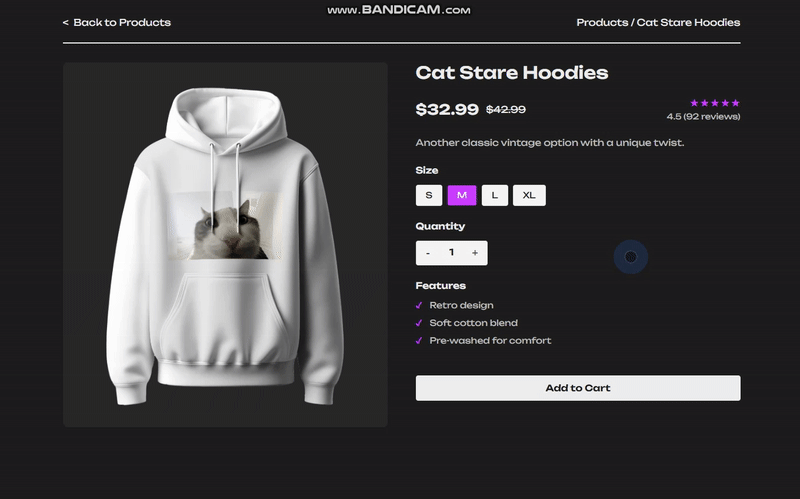 www.BANDICAM.com
< Back to Products
Products / Cat Stare Hoodies
Cat Stare Hoodies
$32.99 $42.99
★★★★★
4.5 (92 reviews)
Another classic vintage option with a unique twist.
Size
S M L XL
Quantity
- 1 +
Features
✓ Retro design
✓ Soft cotton blend
✓ Pre-washed for comfort
Add to Cart